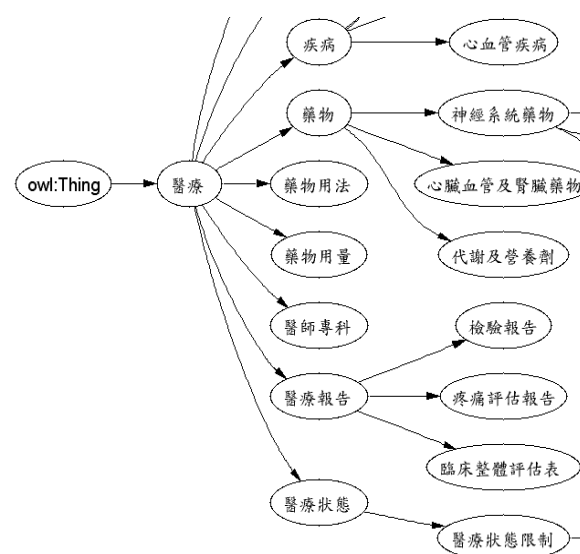 疾病
心血管疾病
藥物
神經系統藥物
owl:Thing
醫療
藥物用法
心臟血管及腎臟藥物
藥物用量
代謝及營養劑
醫師專科
檢驗報告
醫療報告
疼痛評估報告
臨床整體評估表
醫療狀態
醫療狀態限制